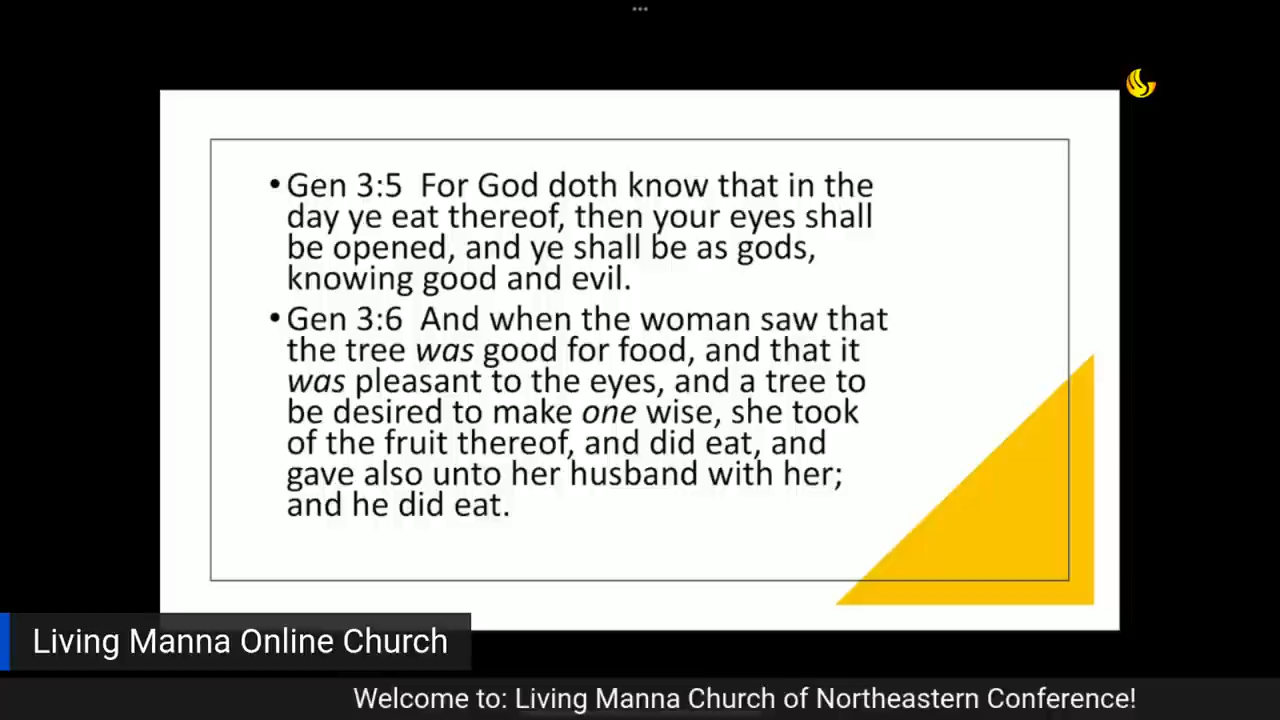 • Gen 3:5  For God doth know that in the
day ye eat thereof, then your eyes shall
be opened, and ye shall be as gods,
knowing good and evil.
• Gen 3:6  And when the woman saw that
the tree was good for food, and that it
was pleasant to the eyes, and a tree to
be desired to make one wise, she took
of the fruit thereof, and did eat, and
gave also unto her husband with her;
and he did eat.
Living Manna Online Church
Welcome to: Living Manna Church of Northeastern Conference!